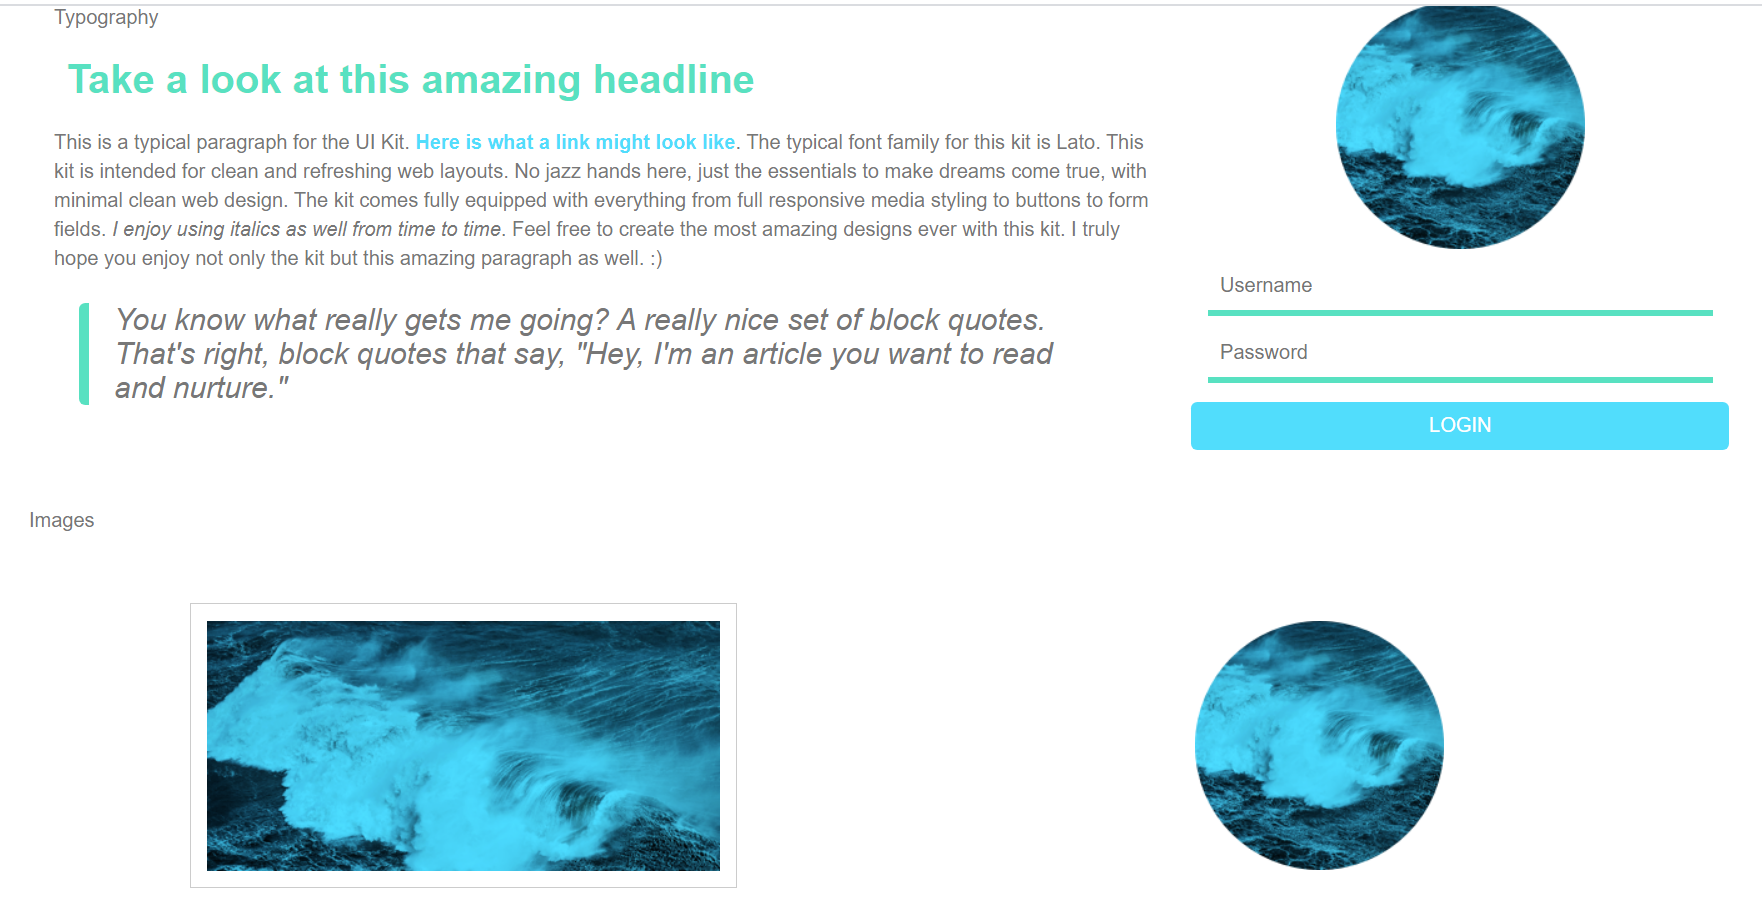 Typography
Take a look at this amazing headline
This is a typical paragraph for the UI Kit. Here is what a link might look like. The typical font family for this kit is Lato. This
kit is intended for clean and refreshing web layouts. No jazz hands here, just the essentials to make dreams come true, with
minimal clean web design. The kit comes fully equipped with everything from full responsive media styling to buttons to form
fields. I enjoy using italics as well from time to time. Feel free to create the most amazing designs ever with this kit. I truly
hope you enjoy not only the kit but this amazing paragraph as well. :)
You know what really gets me going? A really nice set of block quotes.
That's right, block quotes that say, "Hey, I'm an article you want to read
and nurture."
Username
Password
LOGIN
Images